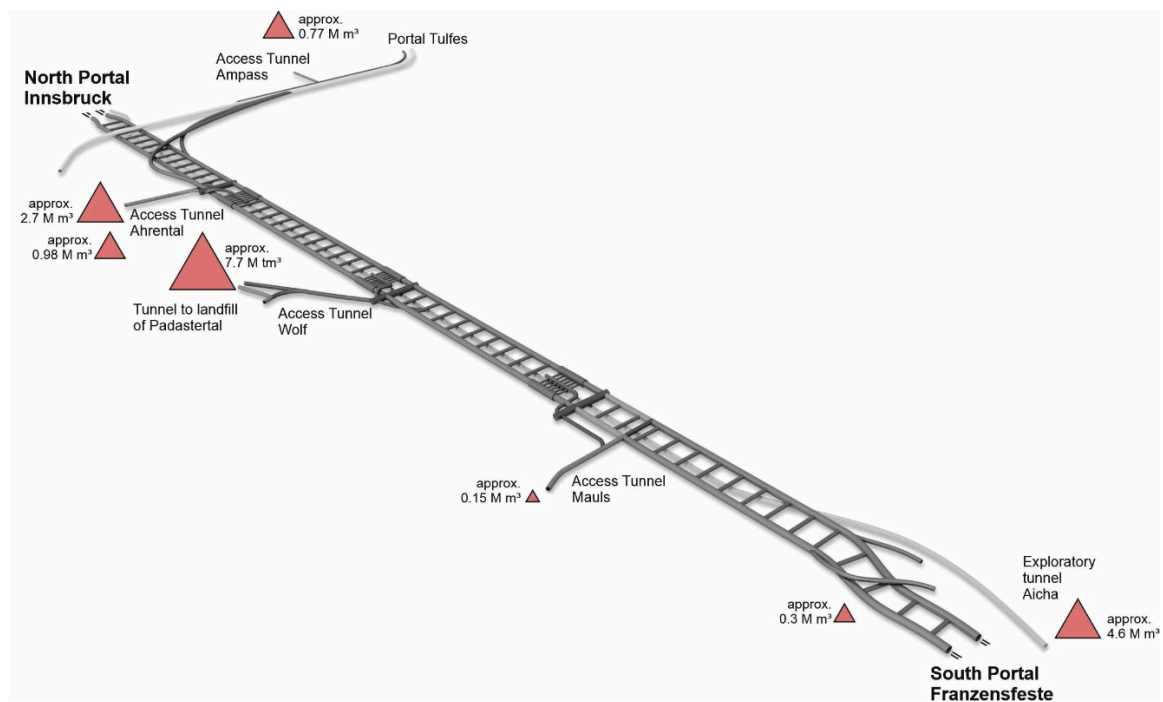 approx.
0.77 M m³
Portal Tulfes
Access Tunnel
Ampass
North Portal
Innsbruck
approx.
2.7 M m³
Access Tunnel
Ahrental
approx.
0.98 M m³
approx.
7.7 M tm³
Tunnel to landfill
of Padastertal
Access Tunnel
Wolf
approx.
0.15 M m³
Access Tunnel
Mauls
Exploratory
tunnel
Aicha
approx.
0.3 M m³
approx.
4.6 M m³
South Portal
Franzensfeste